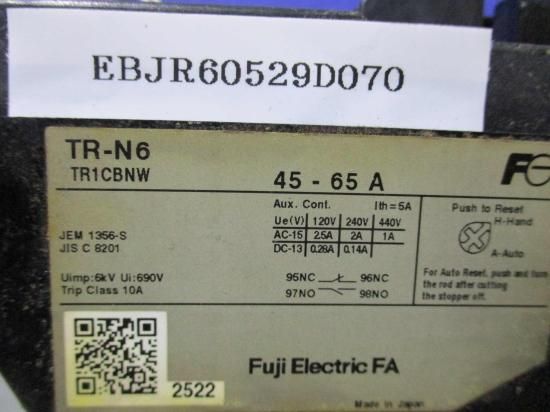 EBJR60529D070
TR-N6
TR1CBNW
45 - 65 A
Aux. Cont. Ith=5A
Ue(V) 120V 240V 440V
AC-15 2.5A 2A 1A
DC-13 0.28A 0.14A
JEM 1356-S
JIS C 8201
Uimp:6kV Ui:690V
Trip Class 10A
95NC 96NC
97NO 98NO
Push to Reset
H-Hand
A-Auto
For Auto Reset, push and turn
the rod after cutting
the stopper off.
2522
Fuji Electric FA
Made in Japan